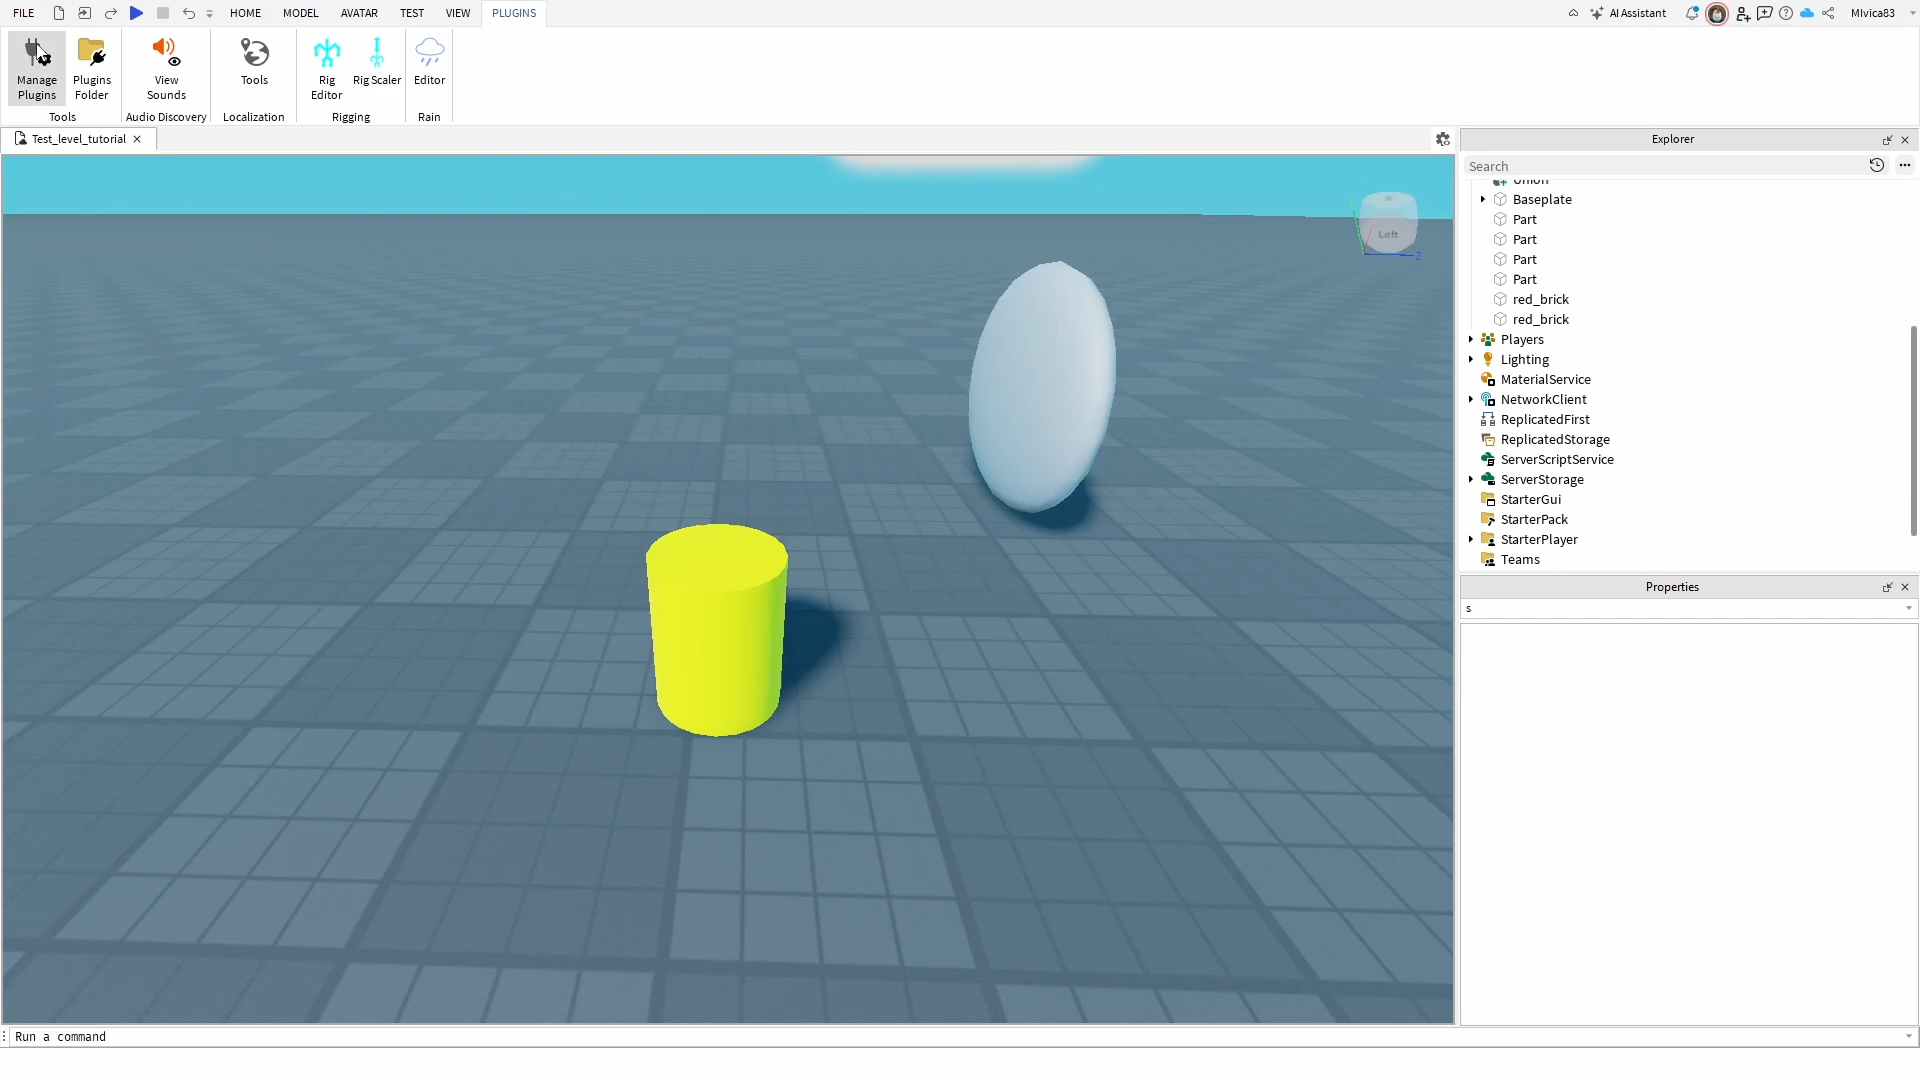 FILE
HOME
MODEL
AVATAR
TEST
VIEW
PLUGINS
AI Assistant
MIvica83
Manage
Plugins
Plugins
Folder
Tools
View
Sounds
Audio Discovery
Tools
Localization
Rig
Editor
Rig Scaler
Rigging
Editor
Rain
Test_level_tutorial
Left
Z
Explorer
Search
Union
Baseplate
Part
Part
Part
Part
red_brick
red_brick
Players
Lighting
MaterialService
NetworkClient
ReplicatedFirst
ReplicatedStorage
ServerScriptService
ServerStorage
StarterGui
StarterPack
StarterPlayer
Teams
Properties
s
Run a command